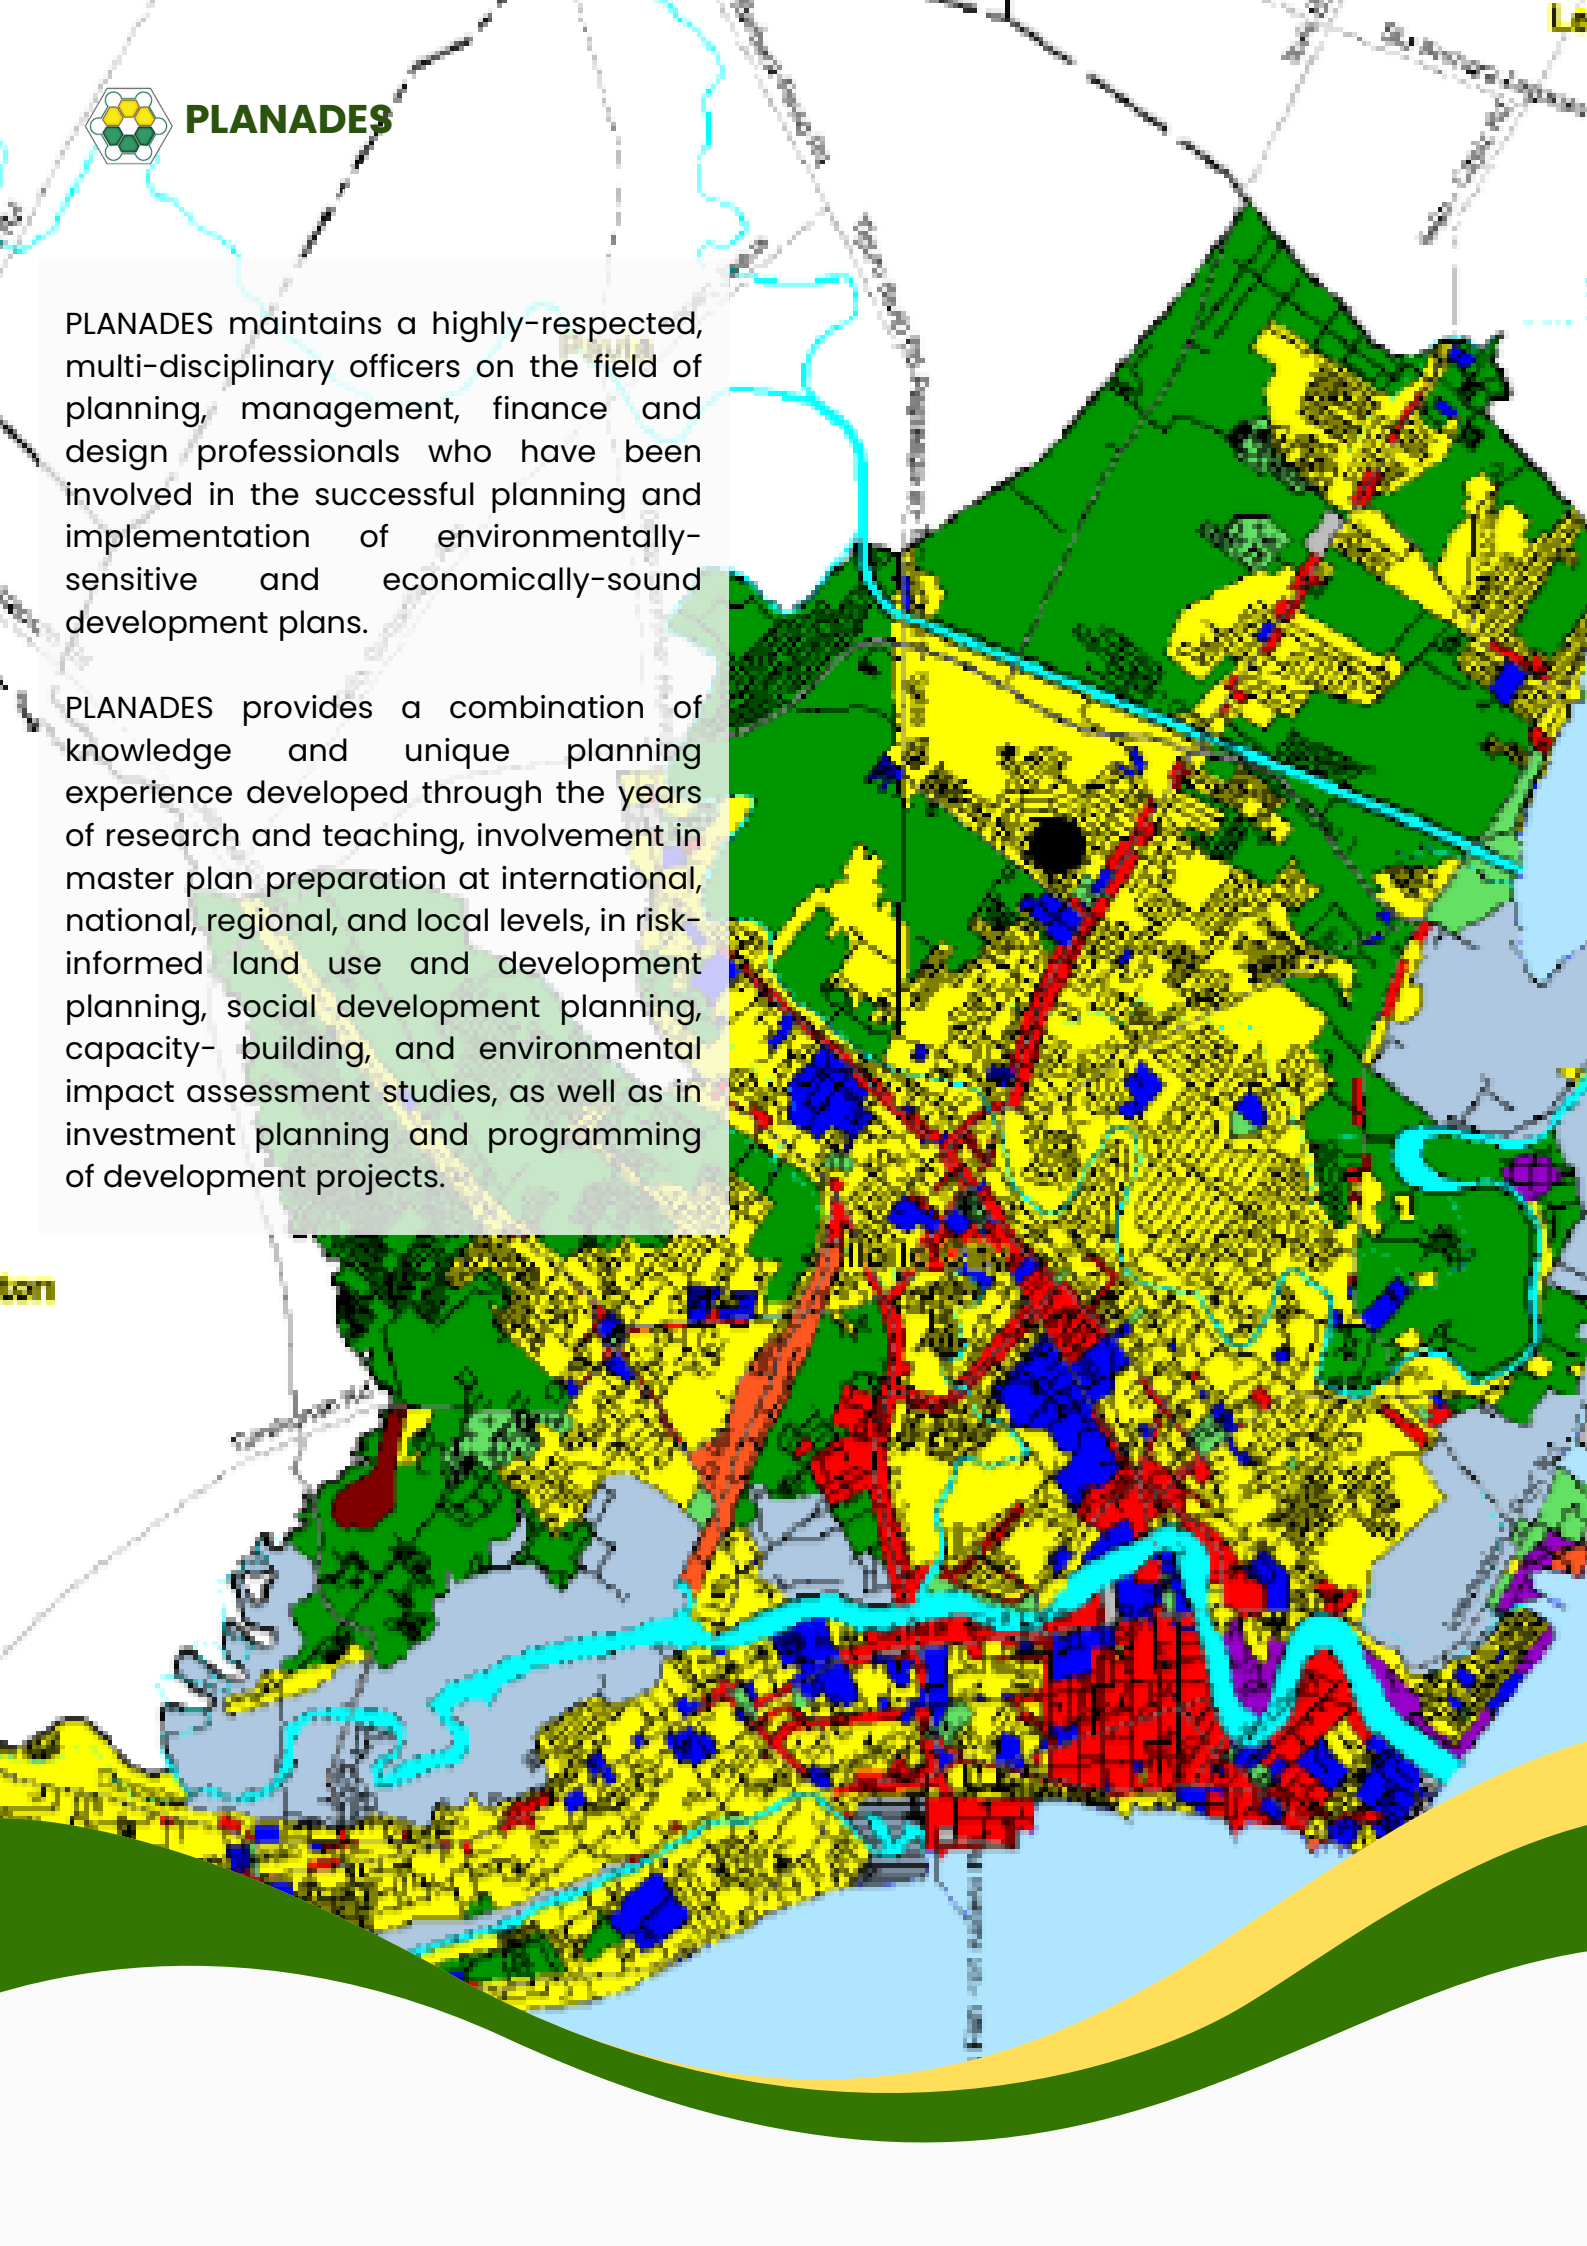 PLANADES
PLANADES maintains a highly-respected,
multi-disciplinary officers on the field of
planning, management, finance and
design professionals who have been
involved in the successful planning and
implementation of environmentally-
sensitive and economically-sound
development plans.
PLANADES provides a combination of
knowledge and unique planning
experience developed through the years
of research and teaching, involvement in
master plan preparation at international,
national, regional, and local levels, in risk-
informed land use and development
planning, social development planning,
capacity- building, and environmental
impact assessment studies, as well as in
investment planning and programming
of development projects.
ton